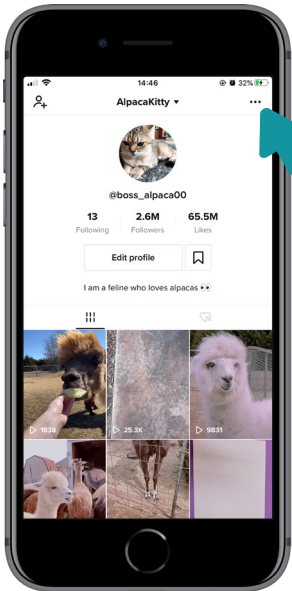 14:46 32%
AlpacaKitty
@boss_alpaca00
13 2.6M 65.5M
Following Followers Likes
Edit profile
I am a feline who loves alpacas 👀
1838 25.3K 9831